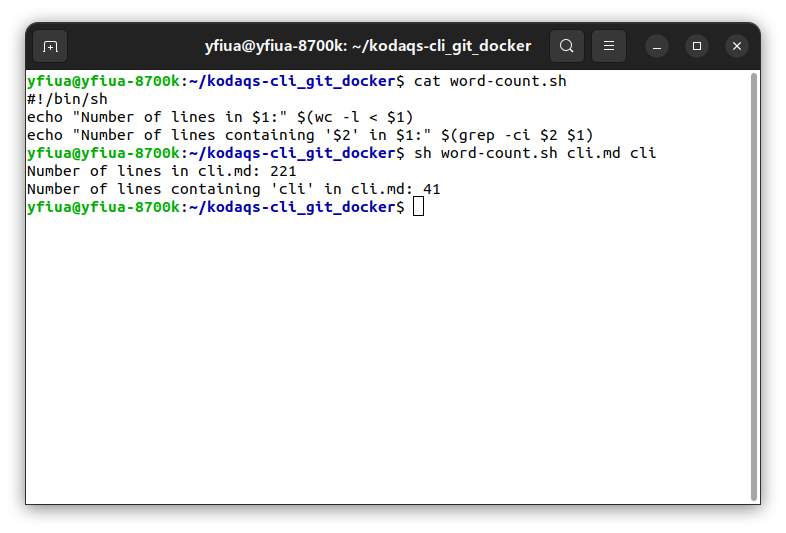 yfiua@yfiua-8700k: ~/kodaqs-cli_git_docker
yfiua@yfiua-8700k:~/kodaqs-cli_git_docker$ cat word-count.sh
#!/bin/sh
echo "Number of lines in $1:" $(wc -l < $1)
echo "Number of lines containing '$2' in $1:" $(grep -ci $2 $1)
yfiua@yfiua-8700k:~/kodaqs-cli_git_docker$ sh word-count.sh cli.md cli
Number of lines in cli.md: 221
Number of lines containing 'cli' in cli.md: 41
yfiua@yfiua-8700k:~/kodaqs-cli_git_docker$